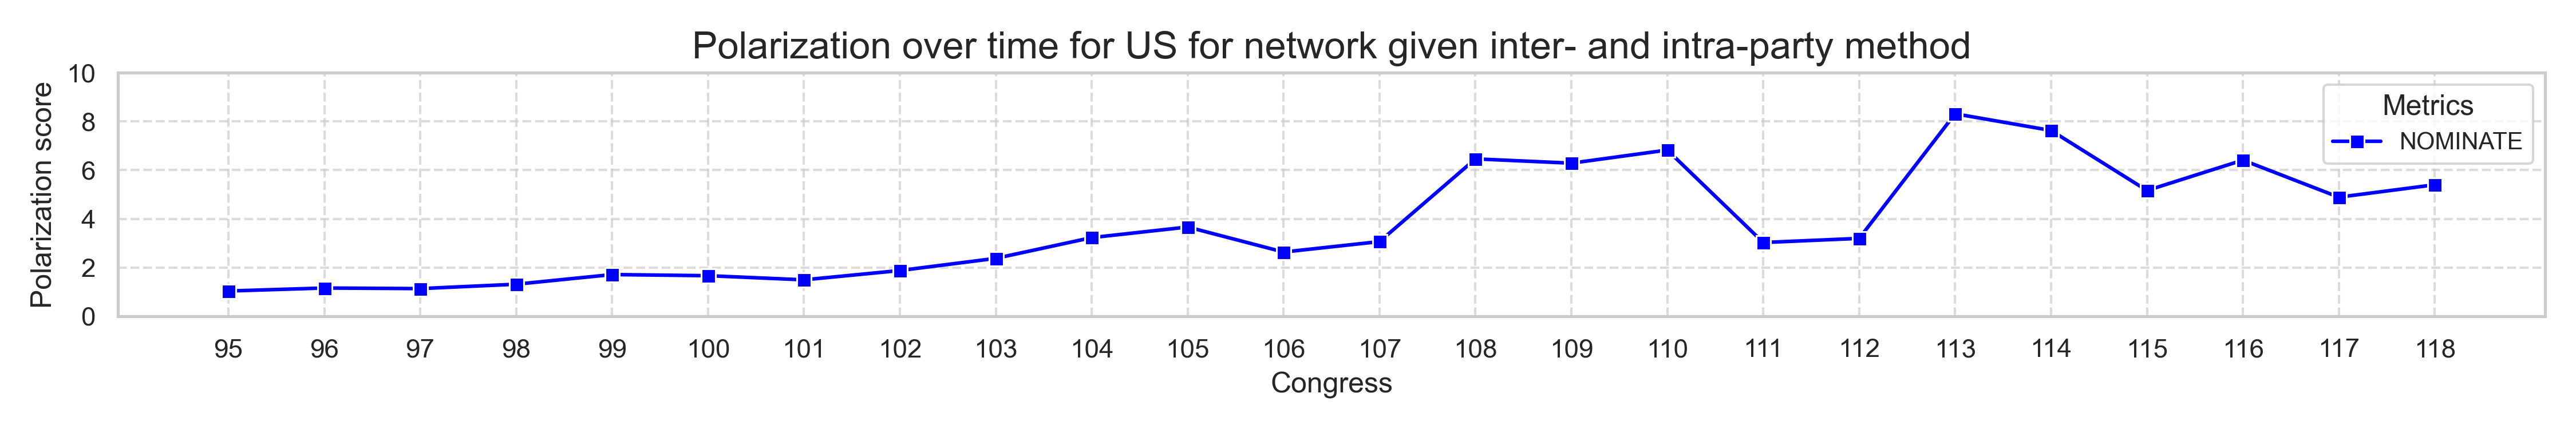 Polarization over time for US for network given inter- and intra-party method
Polarization score
10
8
6
4
2
0
Metrics
NOMINATE
95 96 97 98 99 100 101 102 103 104 105 106 107 108 109 110 111 112 113 114 115 116 117 118
Congress